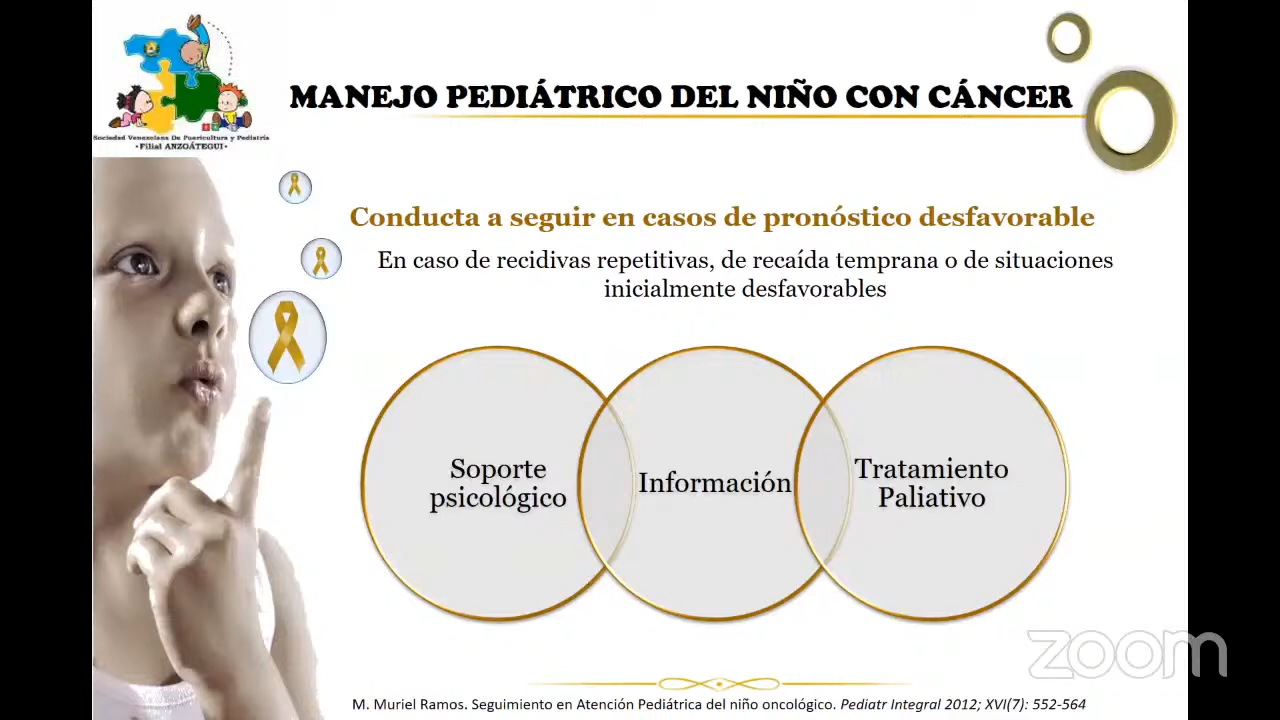 Sociedad Venezolana De Puericultura y Pediatría
•Filial ANZOÁTEGUI•
MANEJO PEDIÁTRICO DEL NIÑO CON CÁNCER
Conducta a seguir en casos de pronóstico desfavorable
En caso de recidivas repetitivas, de recaída temprana o de situaciones
inicialmente desfavorables
Soporte
psicológico
Información
Tratamiento
Paliativo
zoom
M. Muriel Ramos. Seguimiento en Atención Pediátrica del niño oncológico. Pediatr Integral 2012; XVI(7): 552-564